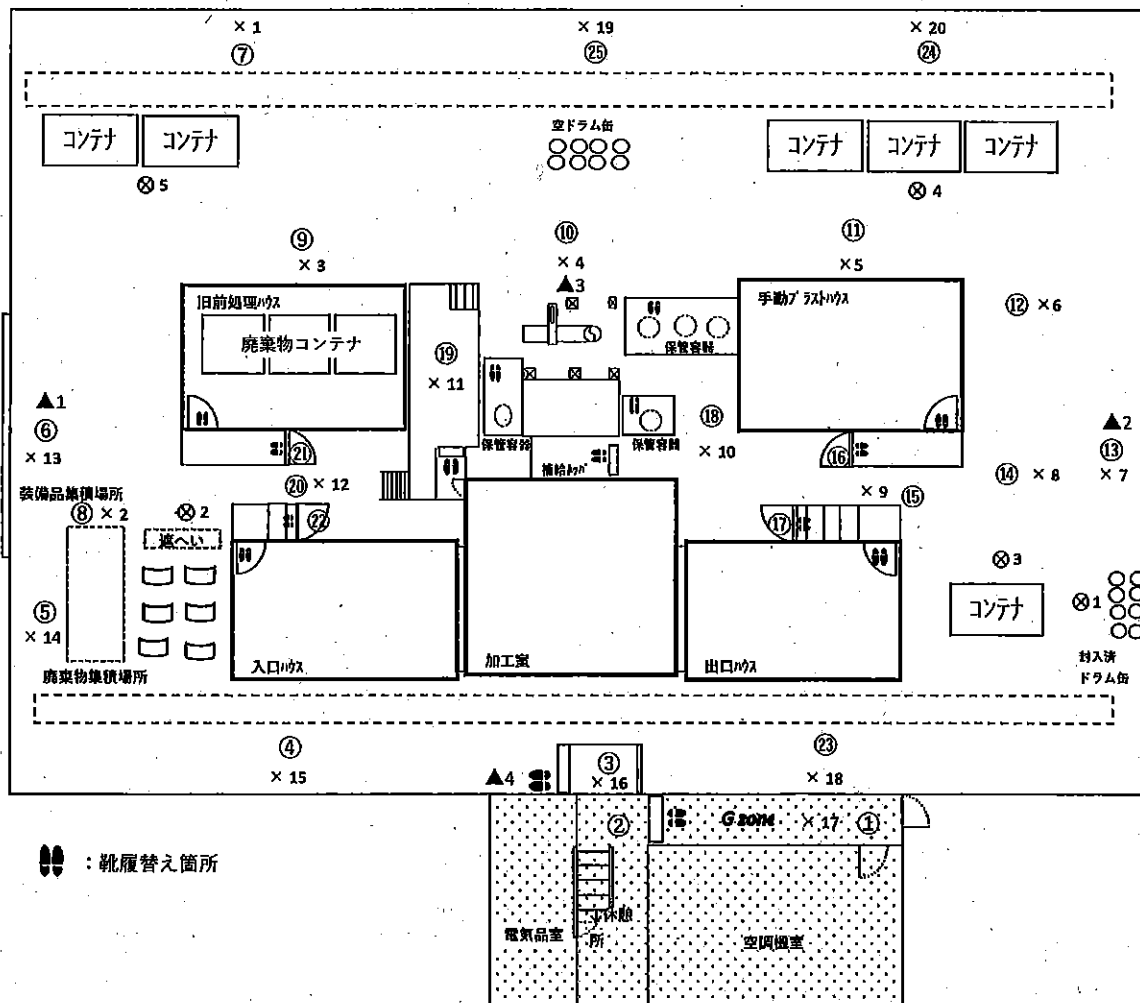 × 1
× 19
× 20
⑦
㉕
㉔
コンテナ
コンテナ
空ドラム缶
コンテナ
コンテナ
コンテナ
⊗ 5
⊗ 4
⑨
⑩
⑪
× 3
× 4
×5
▲3
旧前処理ハウス
手動ブラストハウス
廃棄物コンテナ
⑫ ×6
保管容器
⑲
× 11
▲1
⑥
⑱
▲2
⑬
保管容器
保管容器
× 13
㉑
補給ホッパ
× 10
⑯
⑭ × 8
× 7
⑳ × 12
× 9
⑮
装備品集積場所
⑧ × 2
⊗ 2
㉒
⑰
遮へい
⊗ 3
⑤
コンテナ
⊗1
× 14
廃棄物集積場所
入口ハウス
加工室
出口ハウス
封入済
ドラム缶
④
③
㉓
× 15
▲4
× 16
× 18
②
G zone
×17
①
：靴履替え箇所
休憩
所
電気品室
空調機室